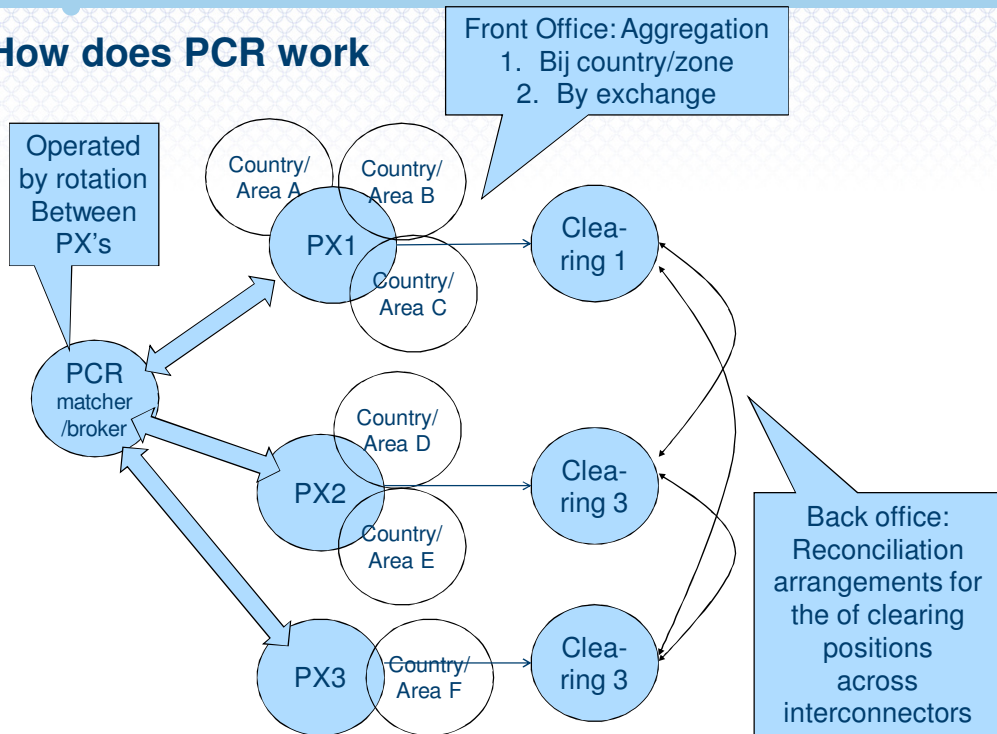 How does PCR work
Front Office: Aggregation
1. Bij country/zone
2. By exchange
Operated
by rotation
Between
PX's
Country/
Area A
Country/
Area B
PX1
Country/
Area C
Clea-
ring 1
PCR
matcher
/broker
Country/
Area D
PX2
Country/
Area E
Clea-
ring 3
Back office:
Reconciliation
arrangements for
the of clearing
positions
across
interconnectors
PX3
Country/
Area F
Clea-
ring 3